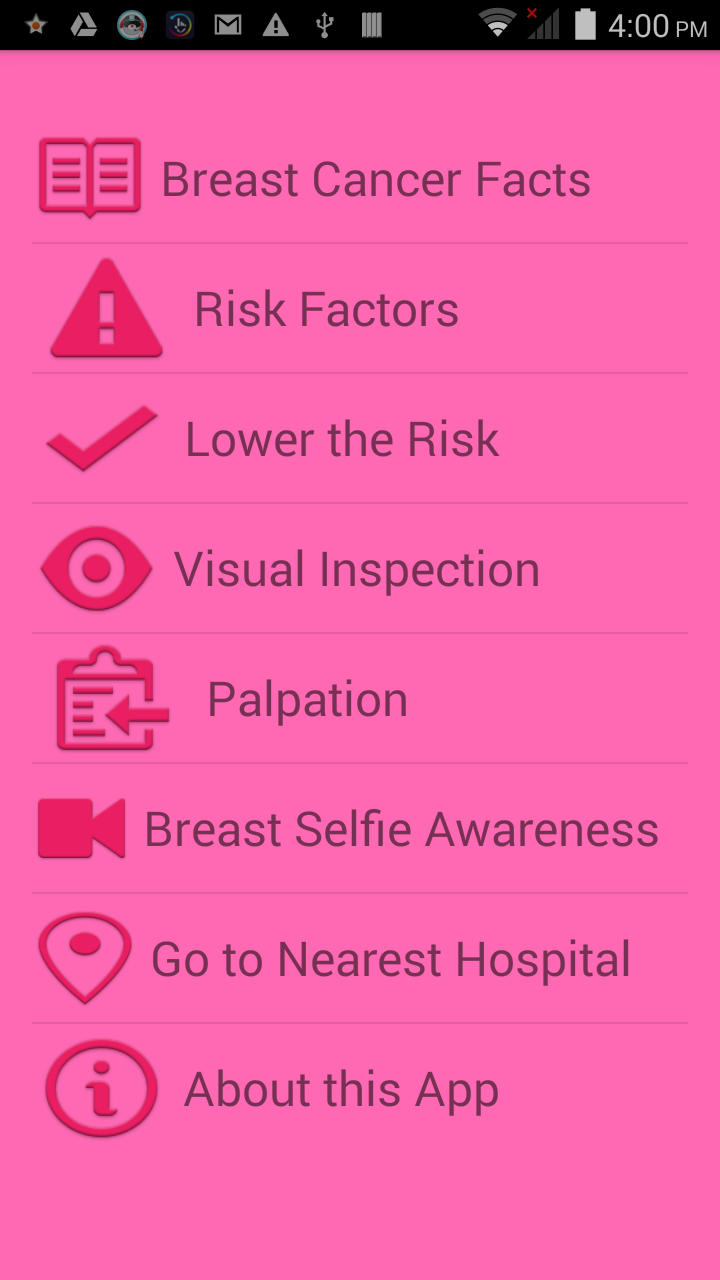 4:00 PM
Breast Cancer Facts
Risk Factors
Lower the Risk
Visual Inspection
Palpation
Breast Selfie Awareness
Go to Nearest Hospital
About this App